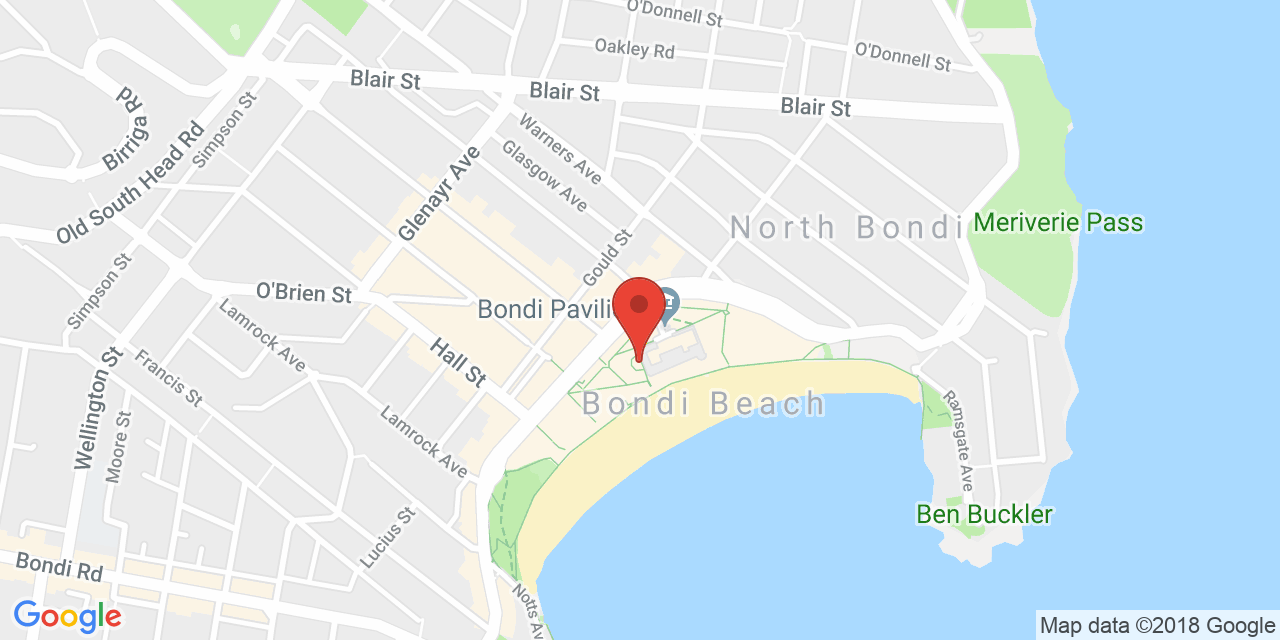 O'Donnell St
Oakley Rd
O'Donnell St
Blair St
Blair St
Blair St
Birriga Rd
Simpson St
Old South Head Rd
Warners Ave
Glasgow Ave
Glenayr Ave
North Bondi
Meriverie Pass
Gould St
Simpson St
O'Brien St
Bondi Pavili
Lamrock Ave
Hall St
Francis St
Wellington St
Moore St
Lamrock Ave
Bondi Beach
Ramsgate Ave
Ben Buckler
Lucius St
Bondi Rd
Notts Av
Google
Map data ©2018 Google